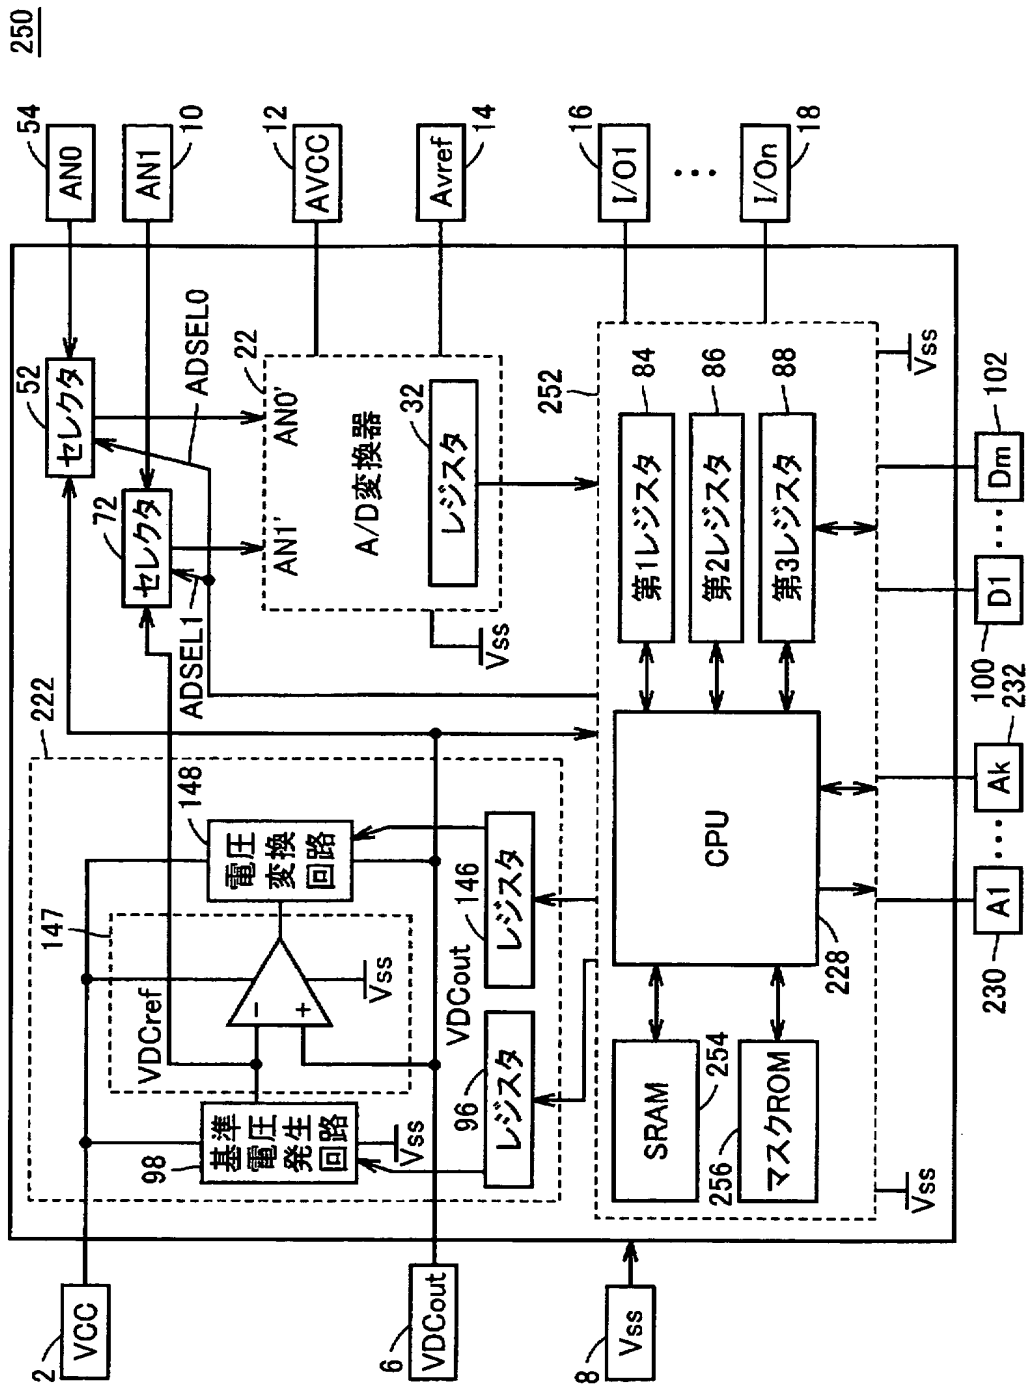 250
2
VCC
6
VDCout
8
Vss
222
147
148
98
基準
電圧
発生
回路
VDCref
電圧
変換
回路
Vss
Vss
VDCout
96
レジスタ
146
レジスタ
52
セレクタ
72
セレクタ
ADSEL0
ADSEL1
54
AN0
10
AN1
12
AVCC
14
Avref
16
I/O1
⋮
18
I/On
22
AN1'
AN0'
A/D変換器
32
レジスタ
Vss
252
SRAM
254
マスクROM
256
CPU
228
第1レジスタ
84
第2レジスタ
86
第3レジスタ
88
Vss
Vss
A1
230
…
Ak
232
D1
100
…
Dm
102